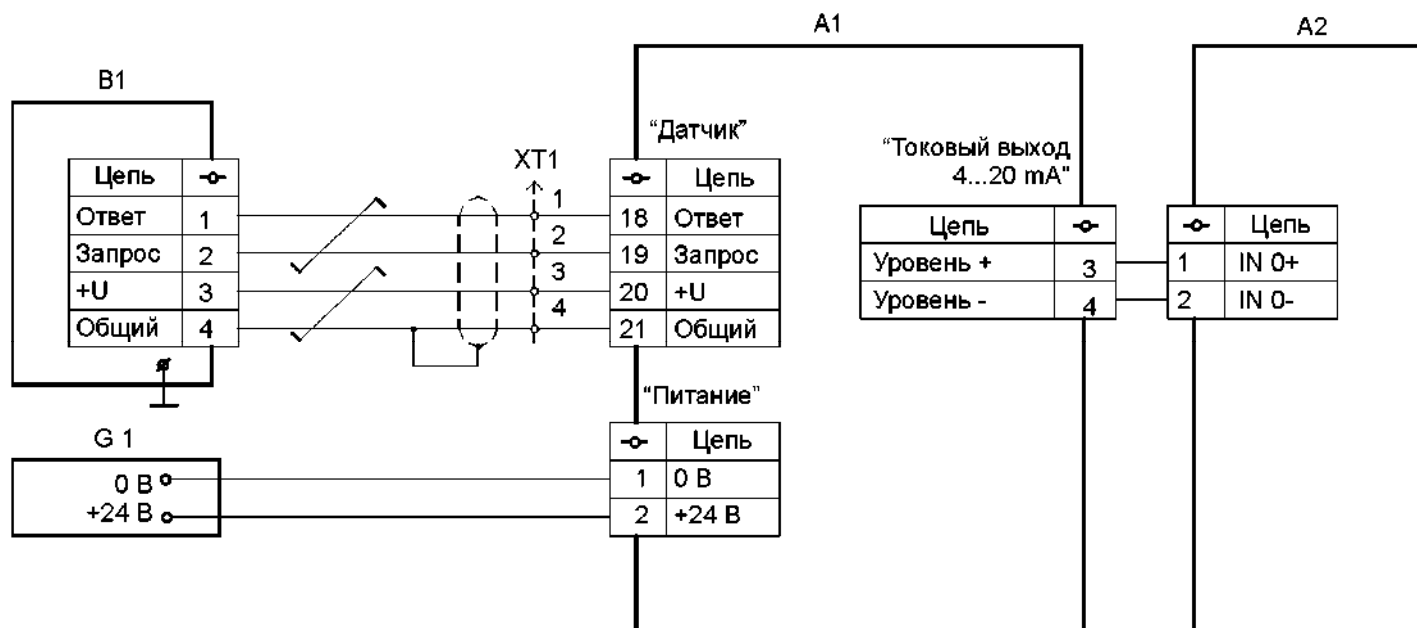 A1
A2
B1
"Датчик"
"Токовый выход
4...20 mA"
XT1
Цепь
Цепь
1
Ответ 1
18 Ответ
Цепь
Цепь
2
Запрос 2
19 Запрос
Уровень + 3
1 IN 0+
3
+U 3
20 +U
Уровень - 4
2 IN 0-
4
Общий 4
21 Общий
"Питание"
G 1
Цепь
0 В
1 0 В
+24 В
2 +24 В